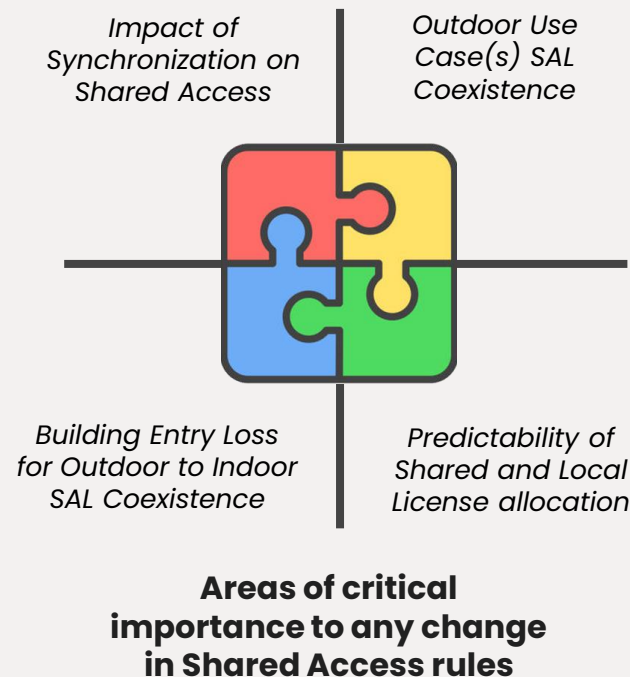 Impact of
Synchronization on
Shared Access
Outdoor Use
Case(s) SAL
Coexistence
Building Entry Loss
for Outdoor to Indoor
SAL Coexistence
Predictability of
Shared and Local
License allocation
Areas of critical
importance to any change
in Shared Access rules